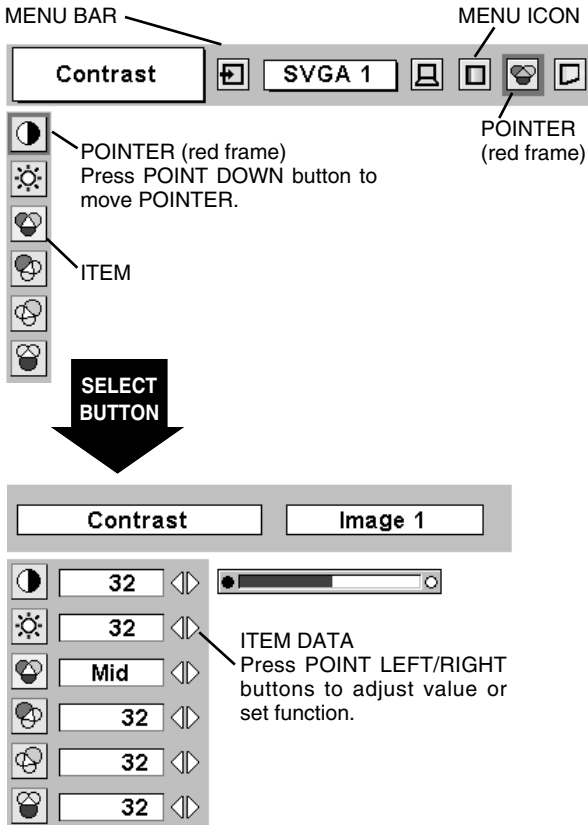 MENU BAR
MENU ICON
Contrast
SVGA 1
POINTER
(red frame)
POINTER (red frame)
Press POINT DOWN button to
move POINTER.
ITEM
SELECT
BUTTON
Contrast
Image 1
32
32
Mid
32
32
32
ITEM DATA
Press POINT LEFT/RIGHT
buttons to adjust value or
set function.